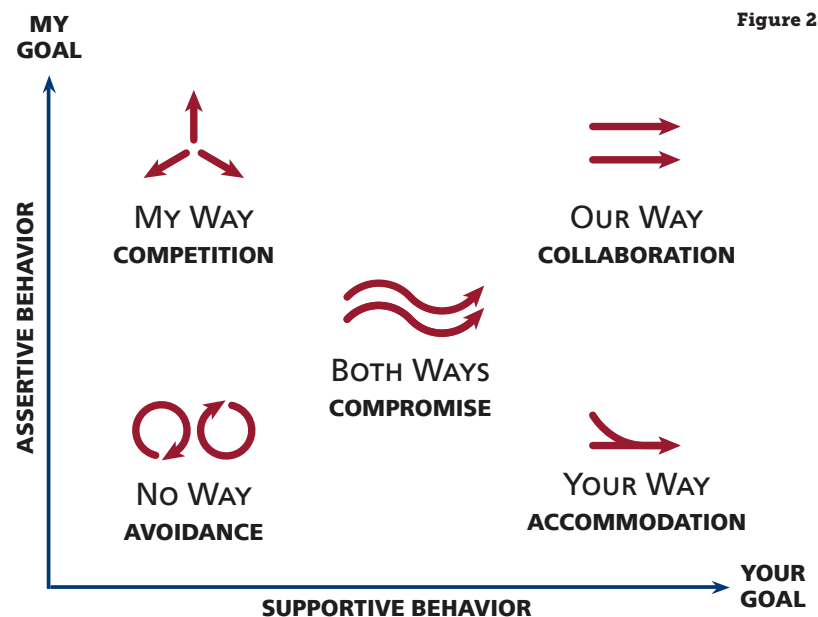 Figure 2
MY
GOAL
MY WAY
COMPETITION
OUR WAY
COLLABORATION
ASSERTIVE BEHAVIOR
BOTH WAYS
COMPROMISE
NO WAY
AVOIDANCE
YOUR WAY
ACCOMMODATION
YOUR
GOAL
SUPPORTIVE BEHAVIOR